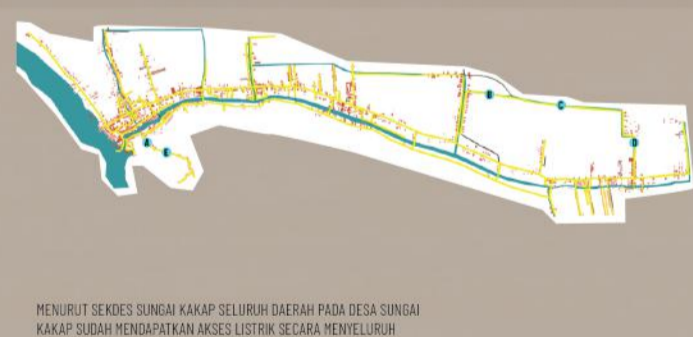 A
E
B
C
D
MENURUT SEKDES SUNGAI KAKAP SELURUH DAERAH PADA DESA SUNGAI
KAKAP SUDAH MENDAPATKAN AKSES LISTRIK SECARA MENYELURUH